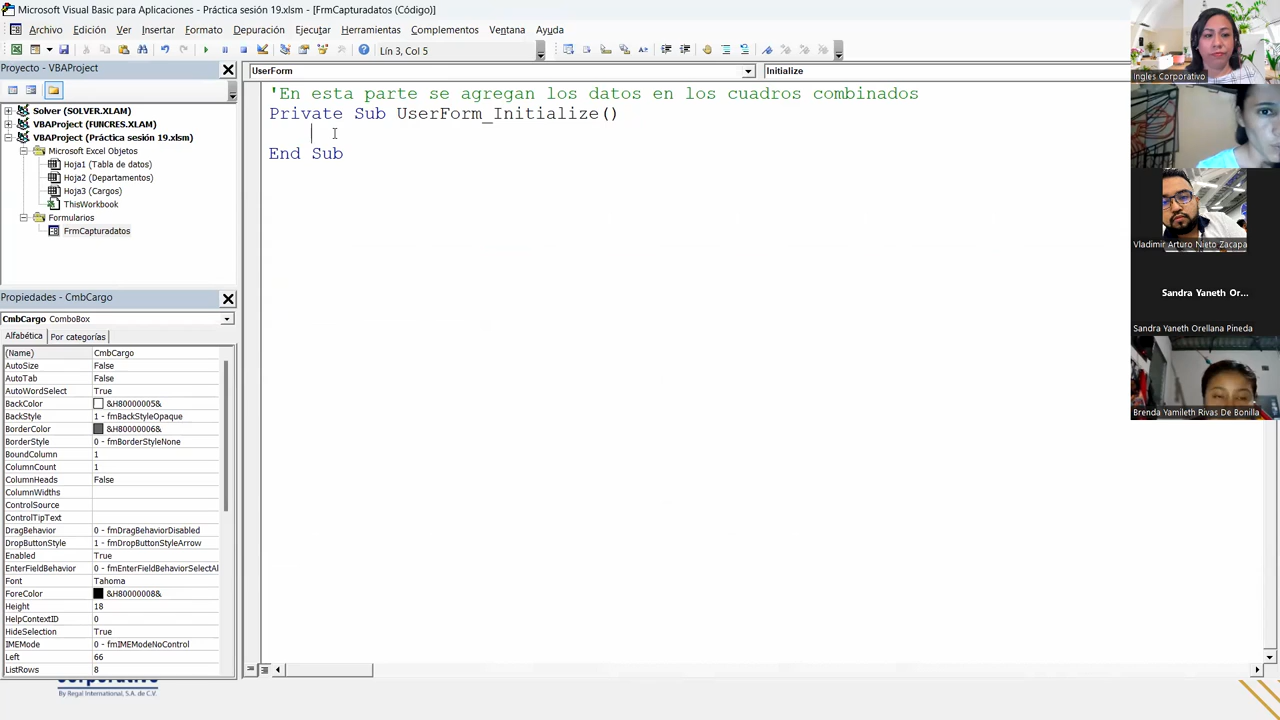 Microsoft Visual Basic para Aplicaciones - Práctica sesión 19.xlsm - [FrmCapturadatos (Código)]
Archivo Edición Ver Insertar Formato Depuración Ejecutar Herramientas Complementos Ventana Ayuda
Lín 3, Col 5
Proyecto - VBAProject
Solver (SOLVER.XLAM)
VBAProject (FUNCRES.XLAM)
VBAProject (Práctica sesión 19.xlsm)
Microsoft Excel Objetos
Hoja1 (Tabla de datos)
Hoja2 (Departamentos)
Hoja3 (Cargos)
ThisWorkbook
Formularios
FrmCapturadatos
Propiedades - CmbCargo
CmbCargo ComboBox
Alfabética Por categorías
(Name) CmbCargo
AutoSize False
AutoTab False
AutoWordSelect True
BackColor &H80000005&
BackStyle 1 - fmBackStyleOpaque
BorderColor &H80000006&
BorderStyle 0 - fmBorderStyleNone
BoundColumn 1
ColumnCount 1
ColumnHeads False
ColumnWidths
ControlSource
ControlTipText
DragBehavior 0 - fmDragBehaviorDisabled
DropButtonStyle 1 - fmDropButtonStyleArrow
Enabled True
EnterFieldBehavior 0 - fmEnterFieldBehaviorSelectAl
Font Tahoma
ForeColor &H80000008&
Height 18
HelpContextID 0
HideSelection True
IMEMode 0 - fmIMEModeNoControl
Left 66
ListRows 8
UserForm Initialize
'En esta parte se agregan los datos en los cuadros combinados
Private Sub UserForm_Initialize()
End Sub
Ingles Corporativo
Vladimir Arturo Nieto Zacapa
Sandra Yaneth Or...
Sandra Yaneth Orellana Pineda
Brenda Yamileth Rivas De Bonilla
Corporativo
By Regal International, S.A. de C.V.